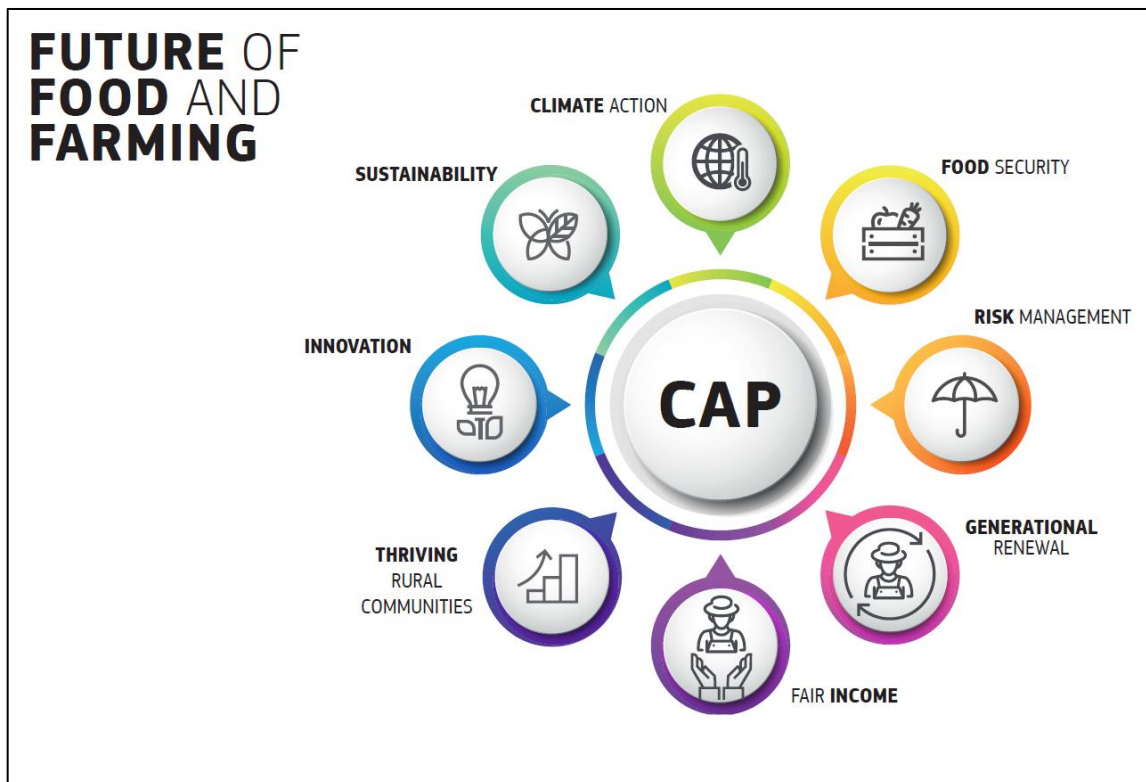 FUTURE OF
FOOD AND
FARMING
CLIMATE ACTION
FOOD SECURITY
RISK MANAGEMENT
GENERATIONAL
RENEWAL
FAIR INCOME
THRIVING
RURAL
COMMUNITIES
INNOVATION
SUSTAINABILITY
CAP